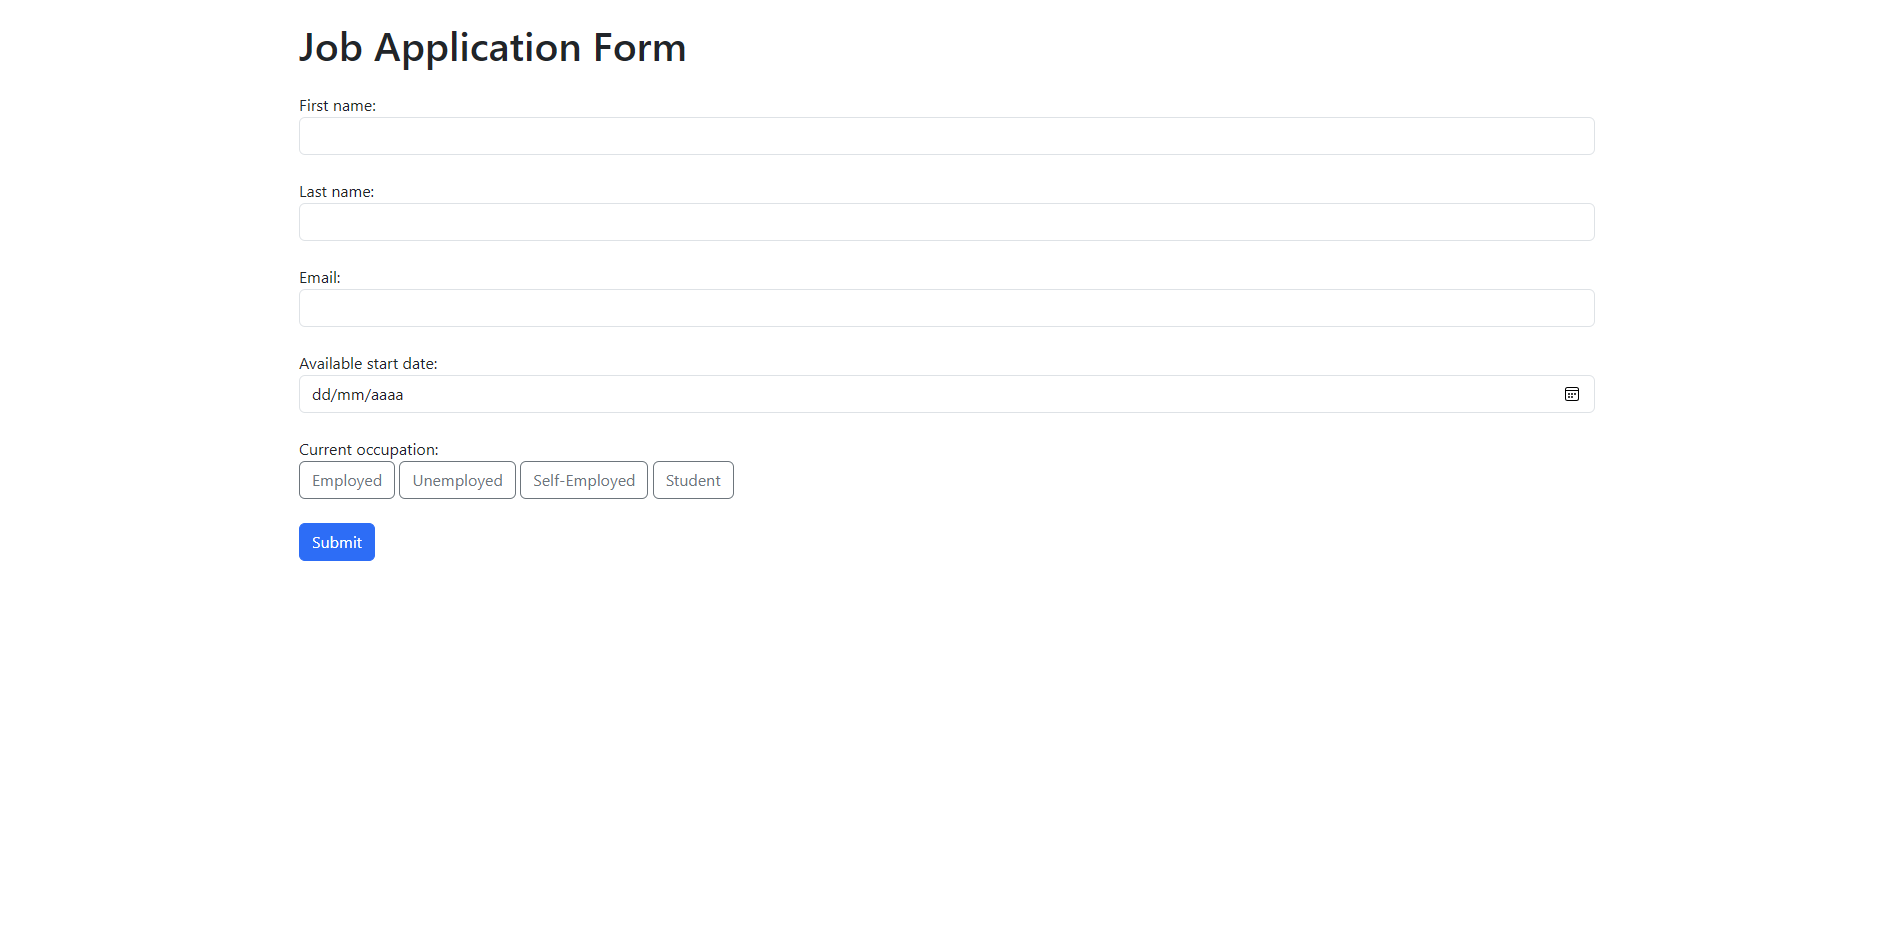 Job Application Form
First name:
Last name:
Email:
Available start date:
dd/mm/aaaa
Current occupation:
Employed Unemployed Self-Employed Student
Submit